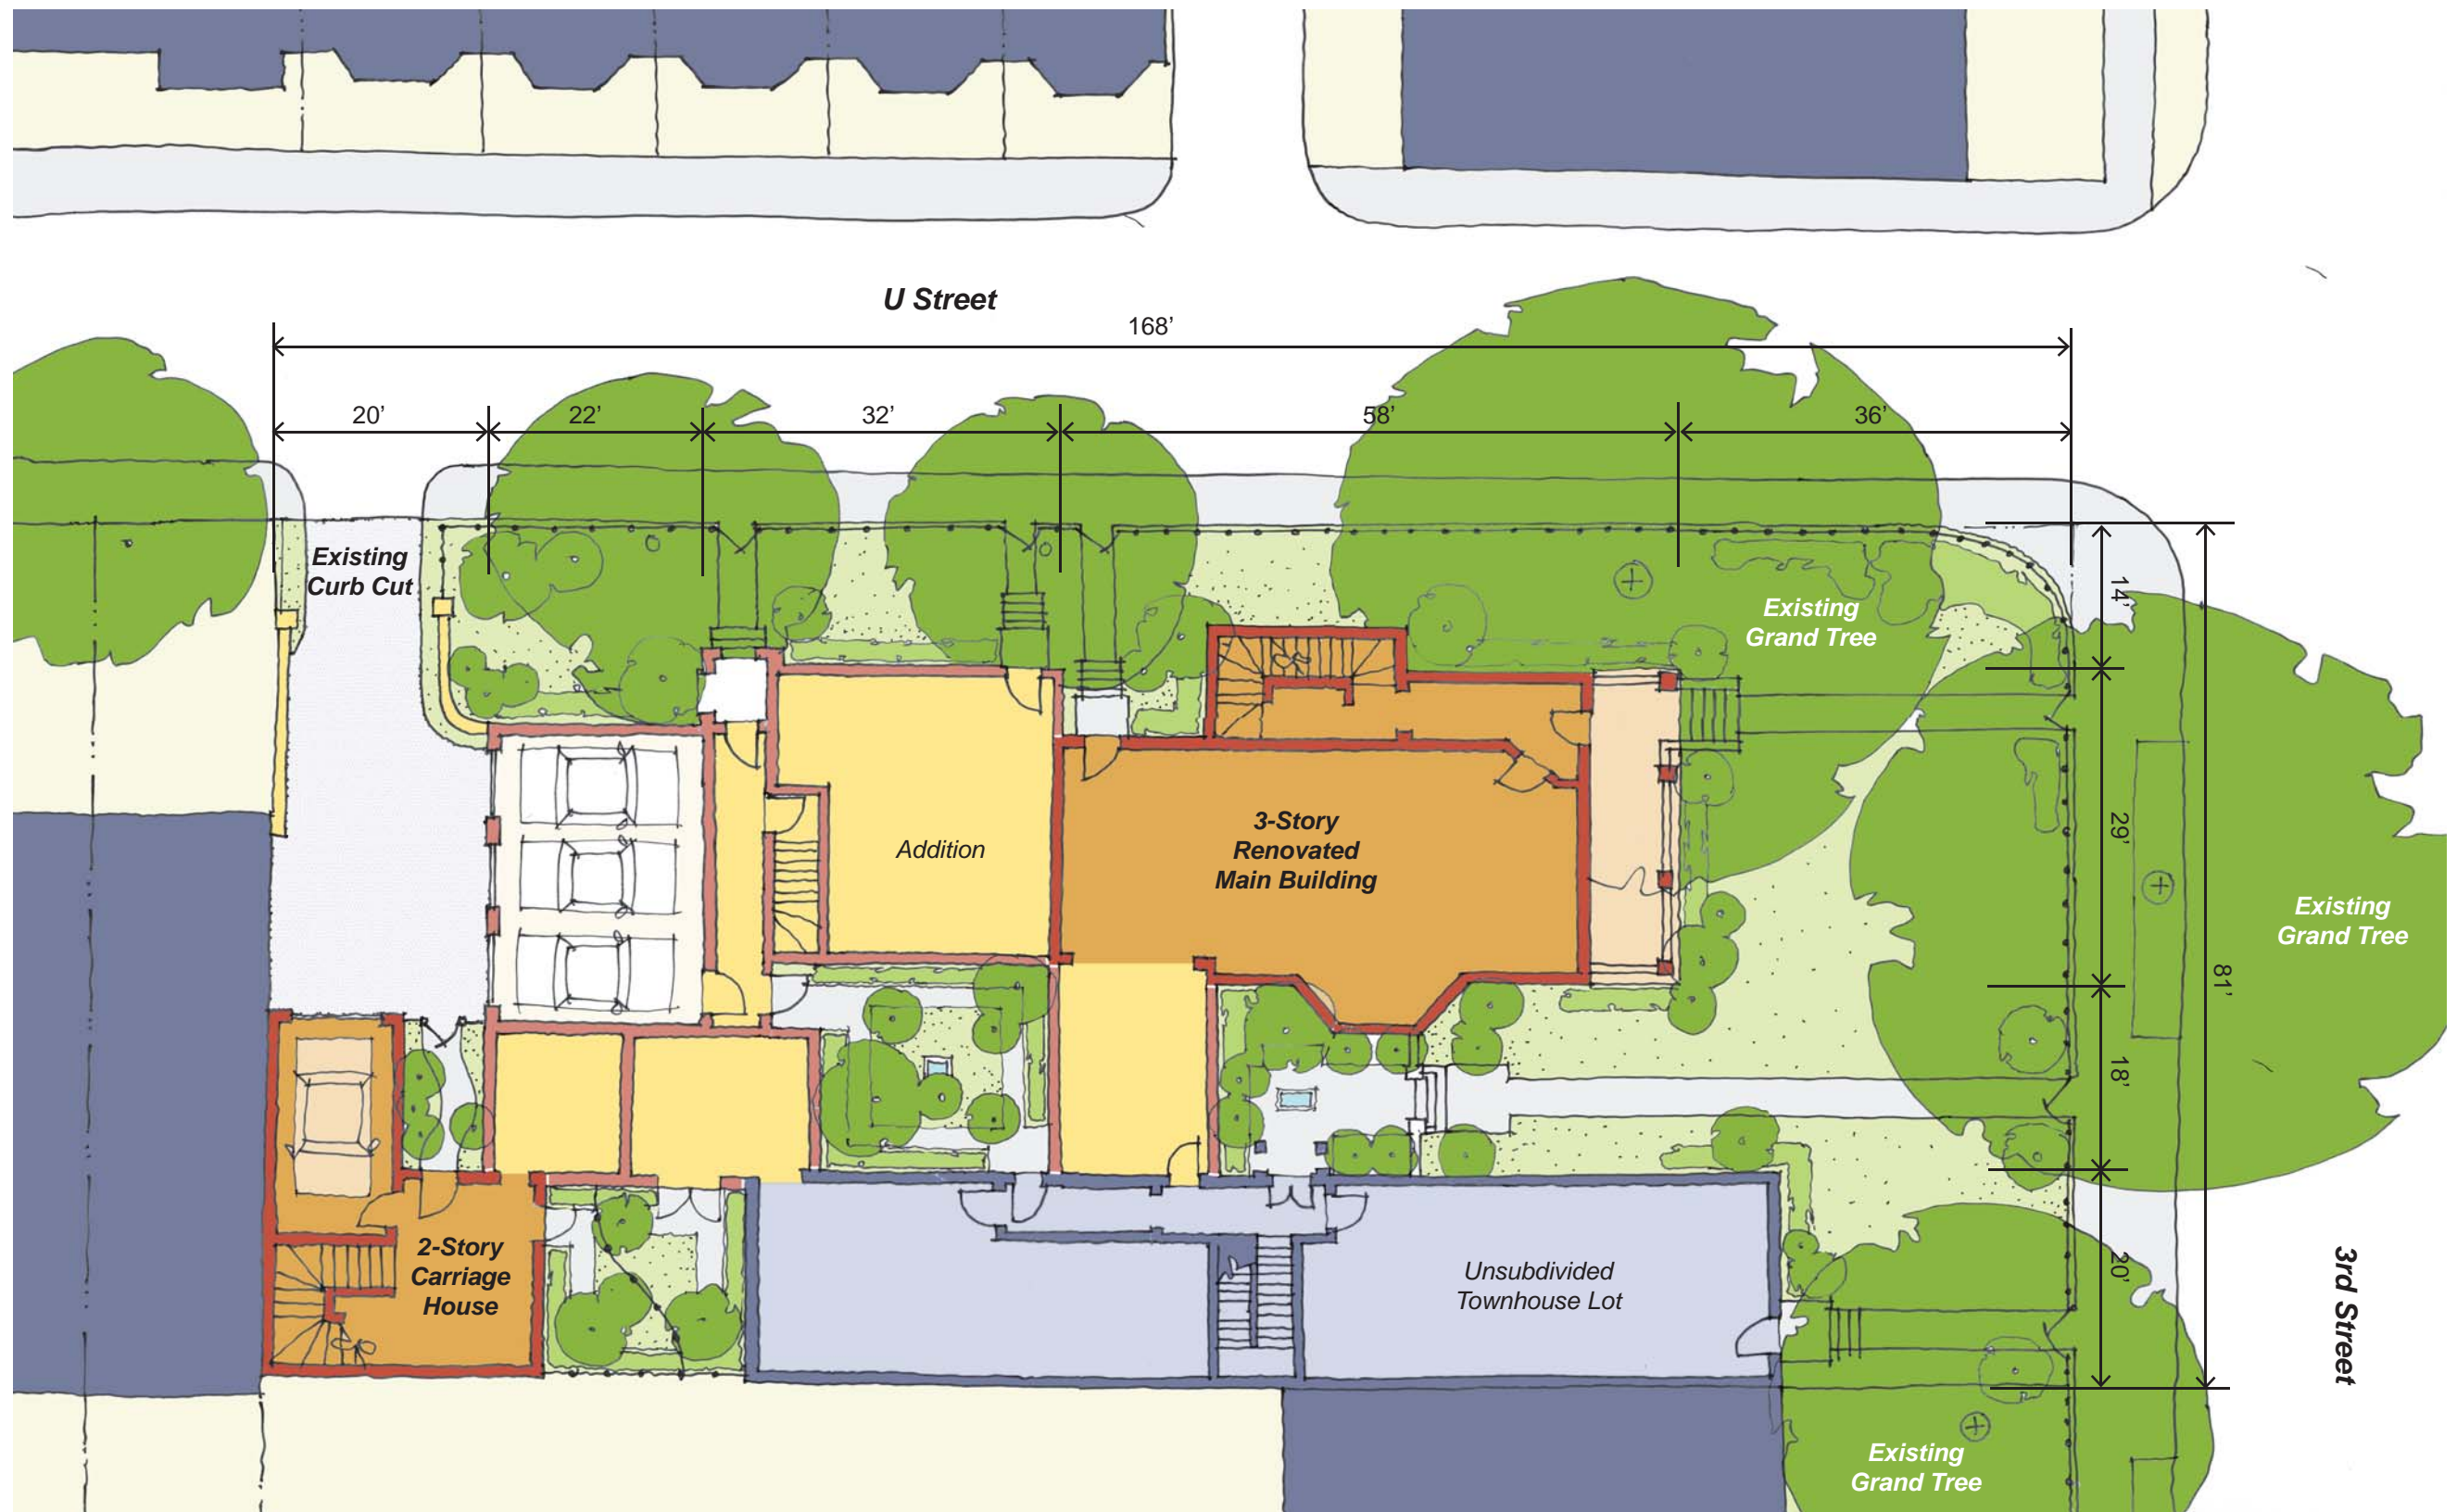 U Street
168’
20’
22’
32’
58’
36’
Existing
Curb Cut
14’
Existing
Grand Tree
29’
3-Story
Renovated
Main Building
Addition
Existing
Grand Tree
81’
18’
2-Story
Carriage
House
20’
Unsubdivided
Townhouse Lot
3rd Street
Existing
Grand Tree